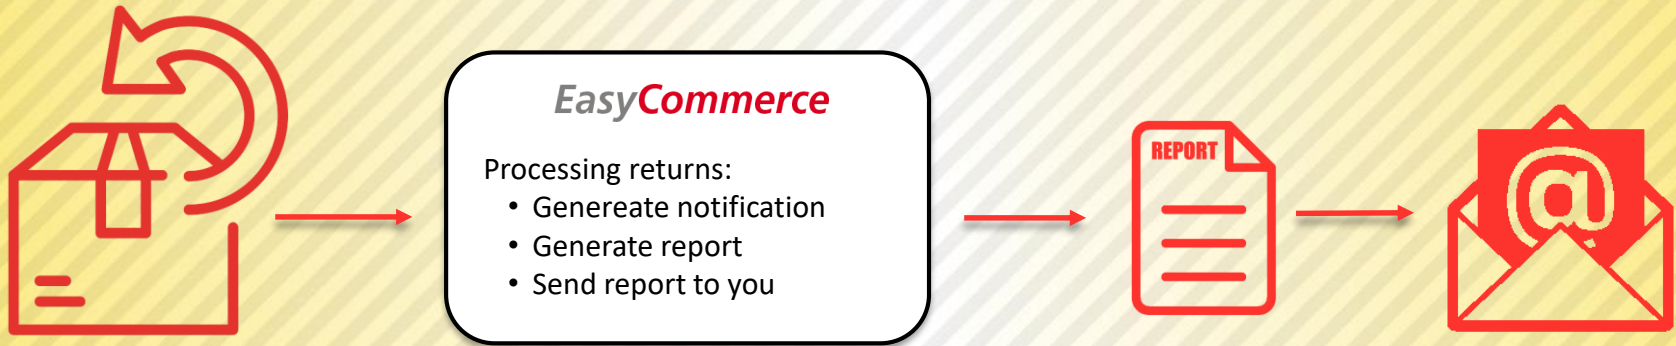 EasyCommerce
Processing returns:
• Genereate notification
• Generate report
• Send report to you
REPORT
@